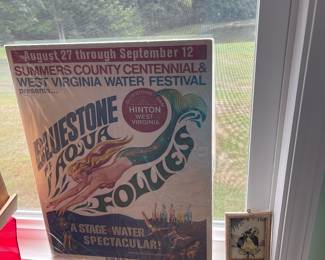 August 27 through September 12
SUMMERS COUNTY CENTENNIAL &
WEST VIRGINIA WATER FESTIVAL
presents...
HINTON
WEST
VIRGINIA
AQUA
FOLLIES
A STAGE & WATER
SPECTACULAR!